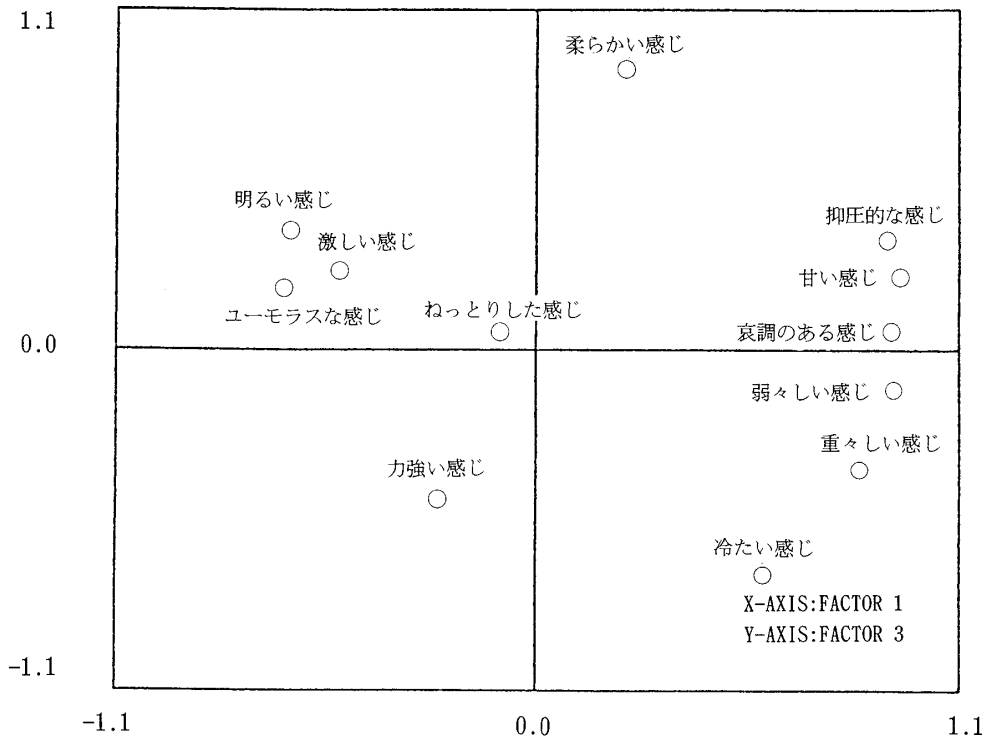 1.1
柔らかい感じ
明るい感じ
抑圧的な感じ
激しい感じ
甘い感じ
ユーモラスな感じ
ねっとりした感じ
哀調のある感じ
0.0
弱々しい感じ
重々しい感じ
力強い感じ
冷たい感じ
X-AXIS:FACTOR 1
Y-AXIS:FACTOR 3
-1.1
-1.1
0.0
1.1